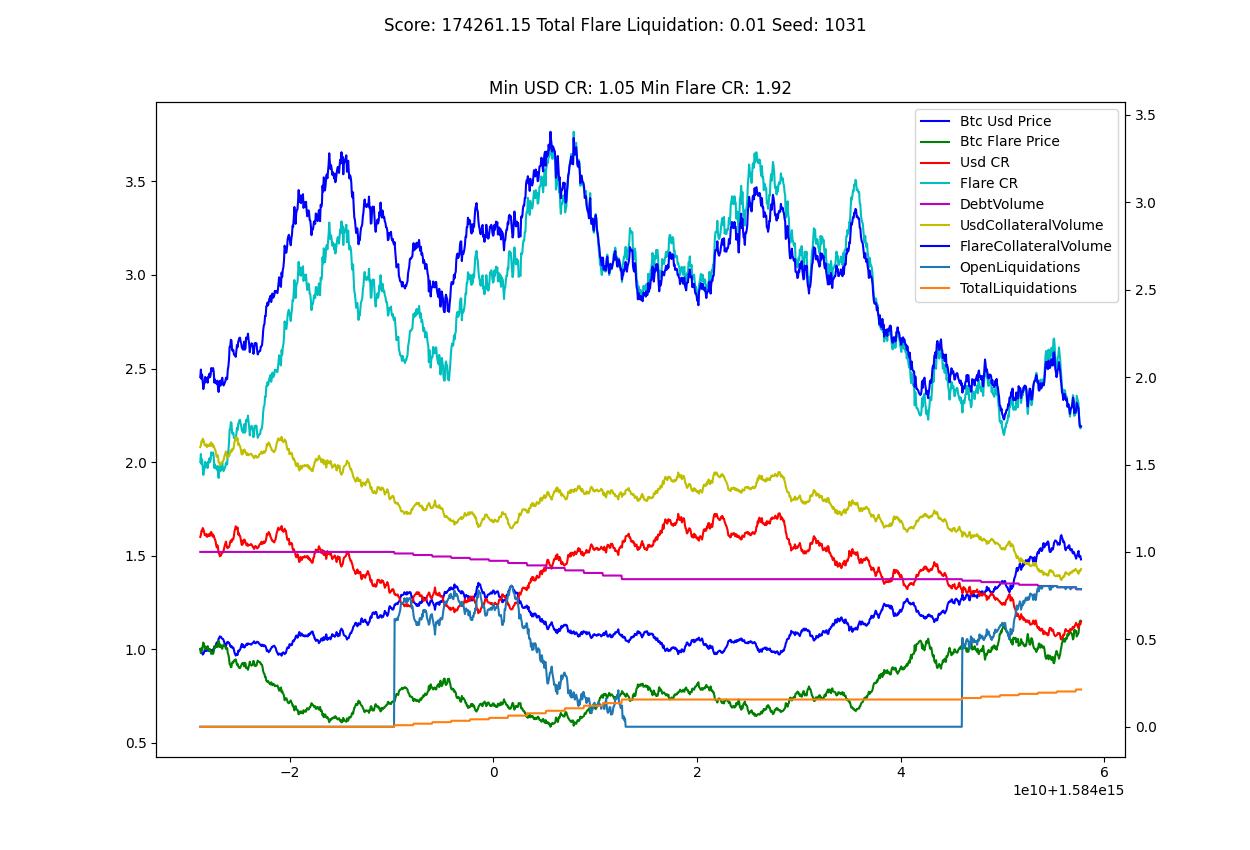 Score: 174261.15 Total Flare Liquidation: 0.01 Seed: 1031
Min USD CR: 1.05 Min Flare CR: 1.92
Btc Usd Price
Btc Flare Price
Usd CR
Flare CR
DebtVolume
UsdCollateralVolume
FlareCollateralVolume
OpenLiquidations
TotalLiquidations
3.5
3.0
2.5
2.0
1.5
1.0
0.5
3.5
3.0
2.5
2.0
1.5
1.0
0.5
0.0
−2
0
2
4
6
1e10+1.584e15